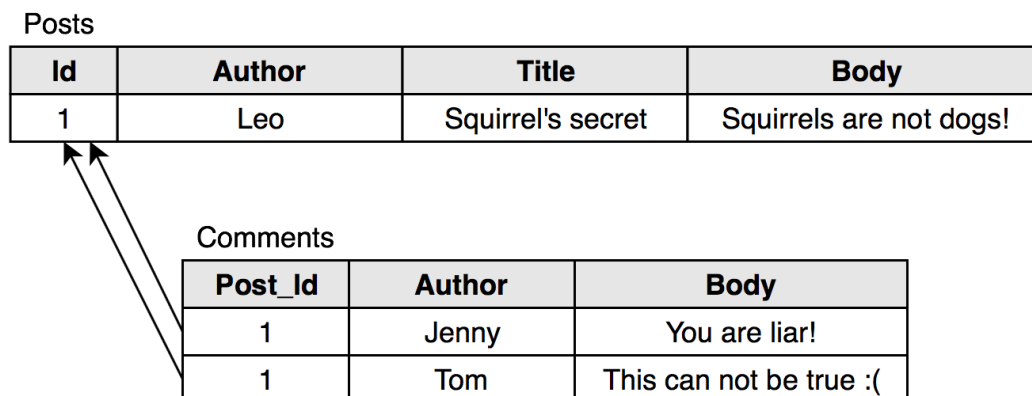 Posts
Id Author Title Body
1 Leo Squirrel's secret Squirrels are not dogs!
Comments
Post_Id Author Body
1 Jenny You are liar!
1 Tom This can not be true :(